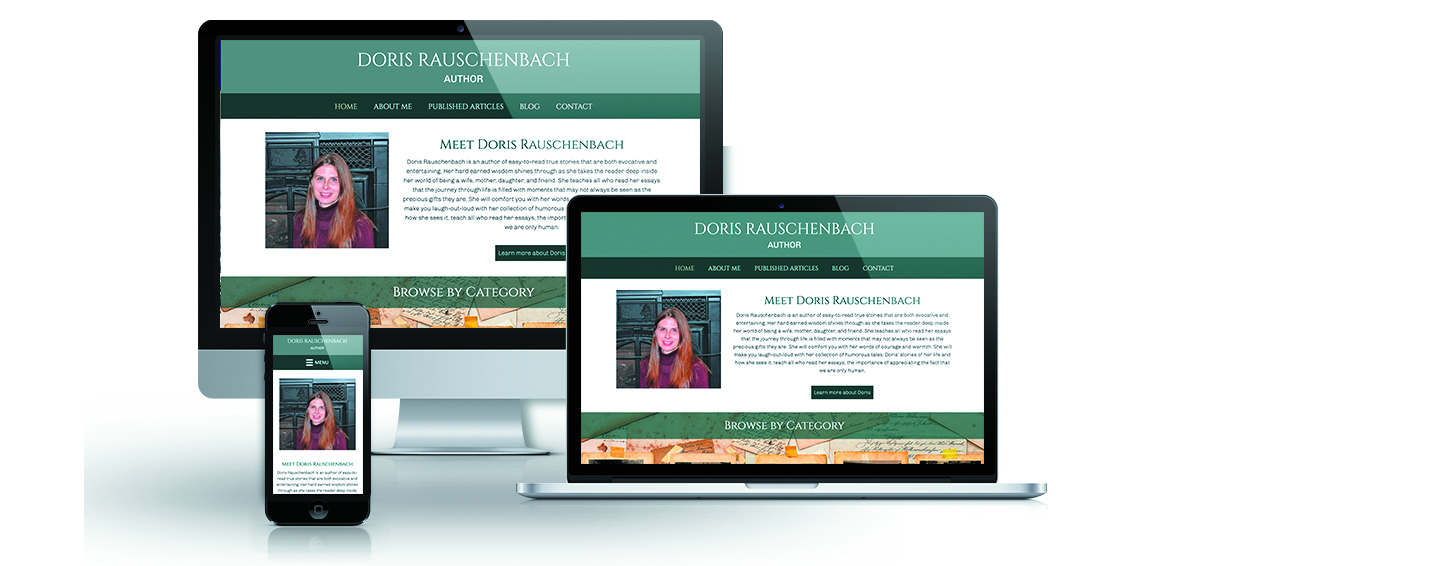 DORIS RAUSCHENBACH
AUTHOR
HOME ABOUT ME PUBLISHED ARTICLES BLOG CONTACT
MEET DORIS RAUSCHENBACH
Doris Rauschenbach is an author of easy-to-read true stories that are both evocative and
entertaining. Her hard earned wisdom shines through as she takes the reader deep inside
her world of being a wife, mother, daughter, and friend. She teaches all who read her essays
that the journey through life is filled with moments that may not always be seen as the
precious gifts they are. She will comfort you with her words
make you laugh-out-loud with her collection of humorous
how she sees it, teach all who read her essays, the import
we are only human.
Learn more about Doris
BROWSE BY CATEGORY
DORIS RAUSCHENBACH
AUTHOR
MENU
MEET DORIS RAUSCHENBACH
Doris Rauschenbach is an author of easy-to-
read true stories that are both evocative and
entertaining. Her hard earned wisdom shines
through as she takes the reader deep inside
DORIS RAUSCHENBACH
AUTHOR
HOME ABOUT ME PUBLISHED ARTICLES BLOG CONTACT
MEET DORIS RAUSCHENBACH
Doris Rauschenbach is an author of easy-to-read true stories that are both evocative and
entertaining. Her hard earned wisdom shines through as she takes the reader deep inside
her world of being a wife, mother, daughter, and friend. She teaches all who read her essays
that the journey through life is filled with moments that may not always be seen as the
precious gifts they are. She will comfort you with her words of courage and warmth. She will
make you laugh-out-loud with her collection of humorous tales. Doris' stories of her life and
how she sees it, teach all who read her essays, the importance of appreciating the fact that
we are only human.
Learn more about Doris
BROWSE BY CATEGORY